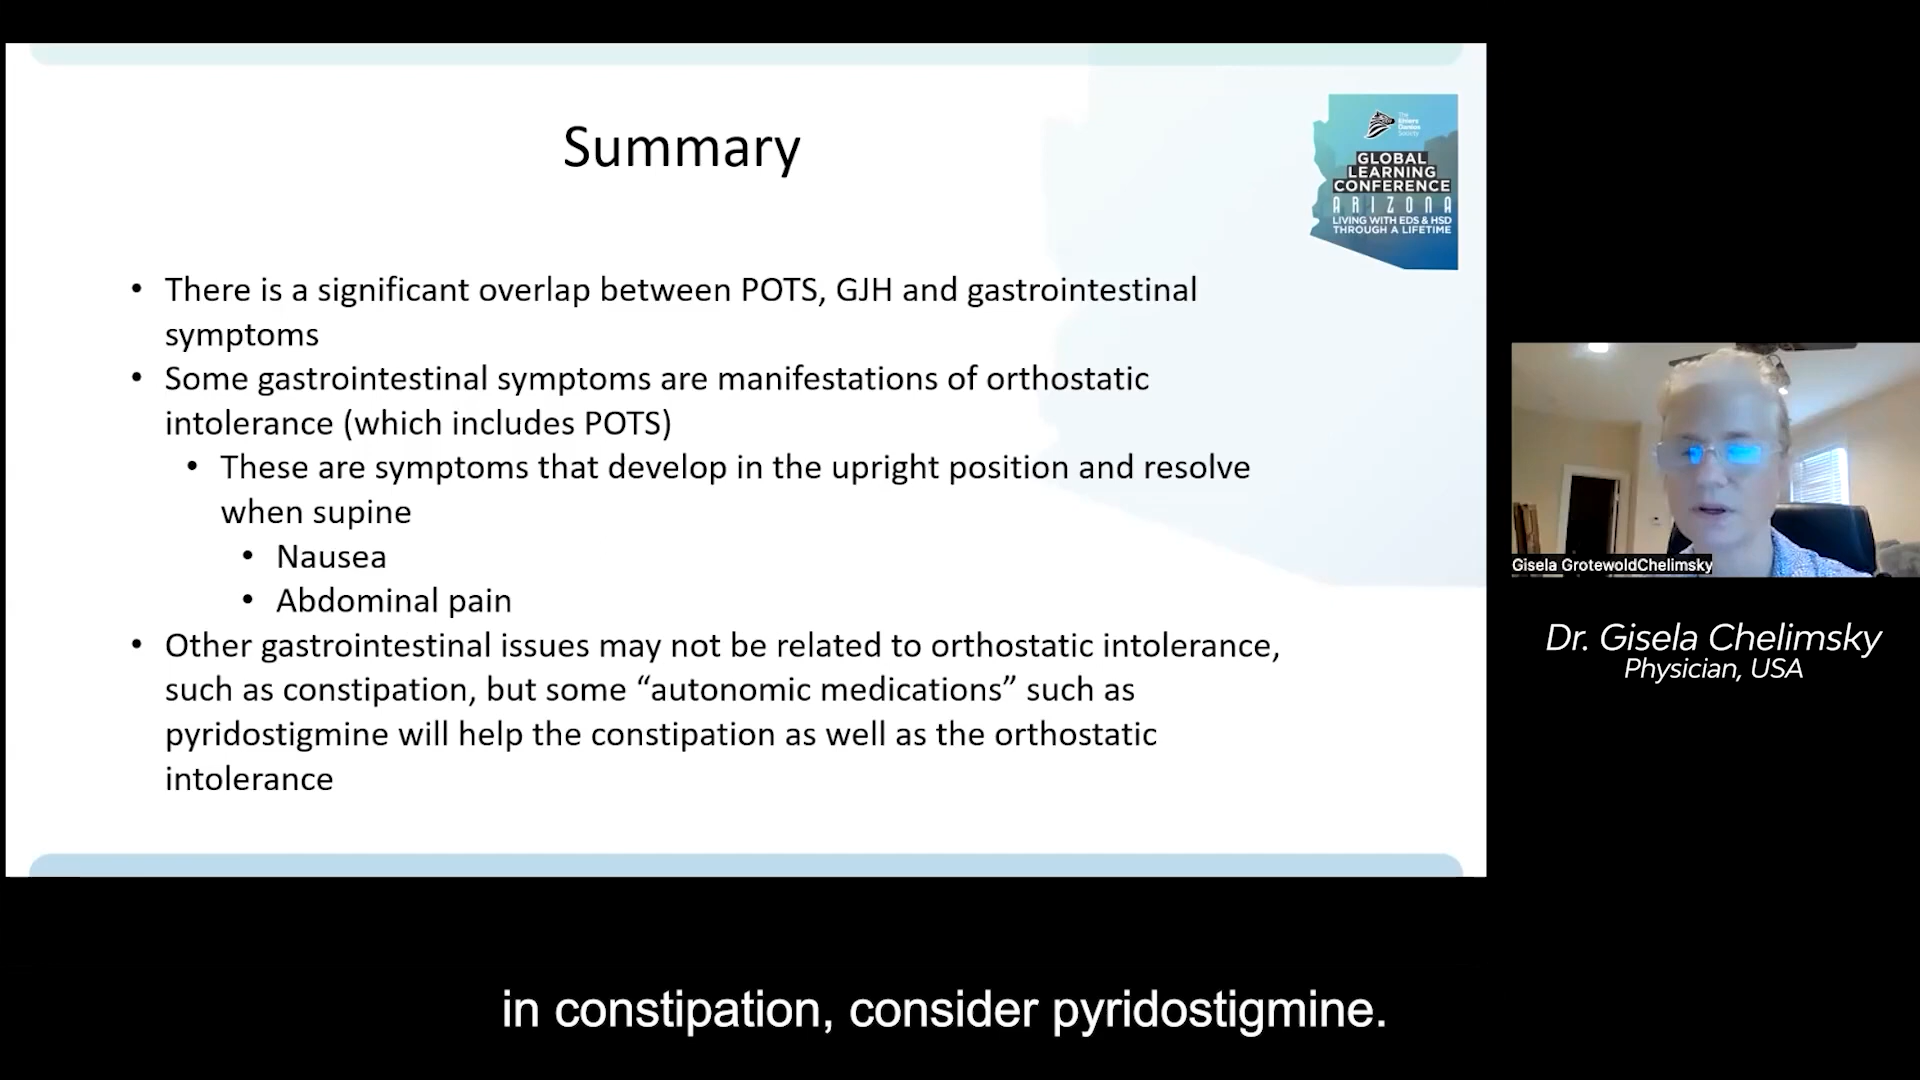 Summary
The
Ehlers
Danlos
Society
GLOBAL
LEARNING
CONFERENCE
ARIZONA
LIVING WITH EDS & HSD
THROUGH A LIFETIME
• There is a significant overlap between POTS, GJH and gastrointestinal
symptoms
• Some gastrointestinal symptoms are manifestations of orthostatic
intolerance (which includes POTS)
• These are symptoms that develop in the upright position and resolve
when supine
• Nausea
• Abdominal pain
• Other gastrointestinal issues may not be related to orthostatic intolerance,
such as constipation, but some “autonomic medications” such as
pyridostigmine will help the constipation as well as the orthostatic
intolerance
Gisela GrotewoldChelimsky
Dr. Gisela Chelimsky
Physician, USA
in constipation, consider pyridostigmine.